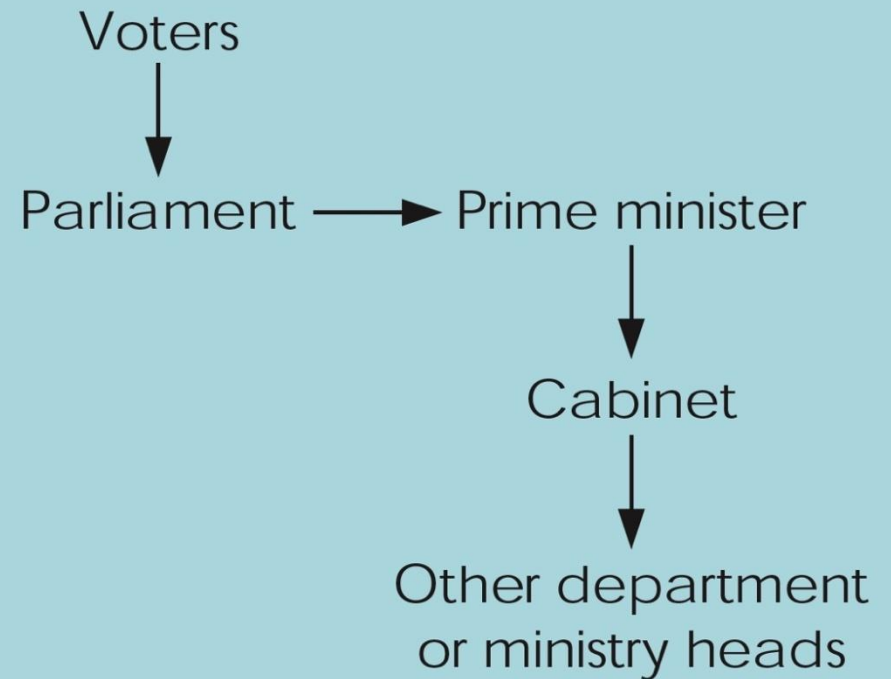 Voters
Parliament
Prime minister
Cabinet
Other department
or ministry heads